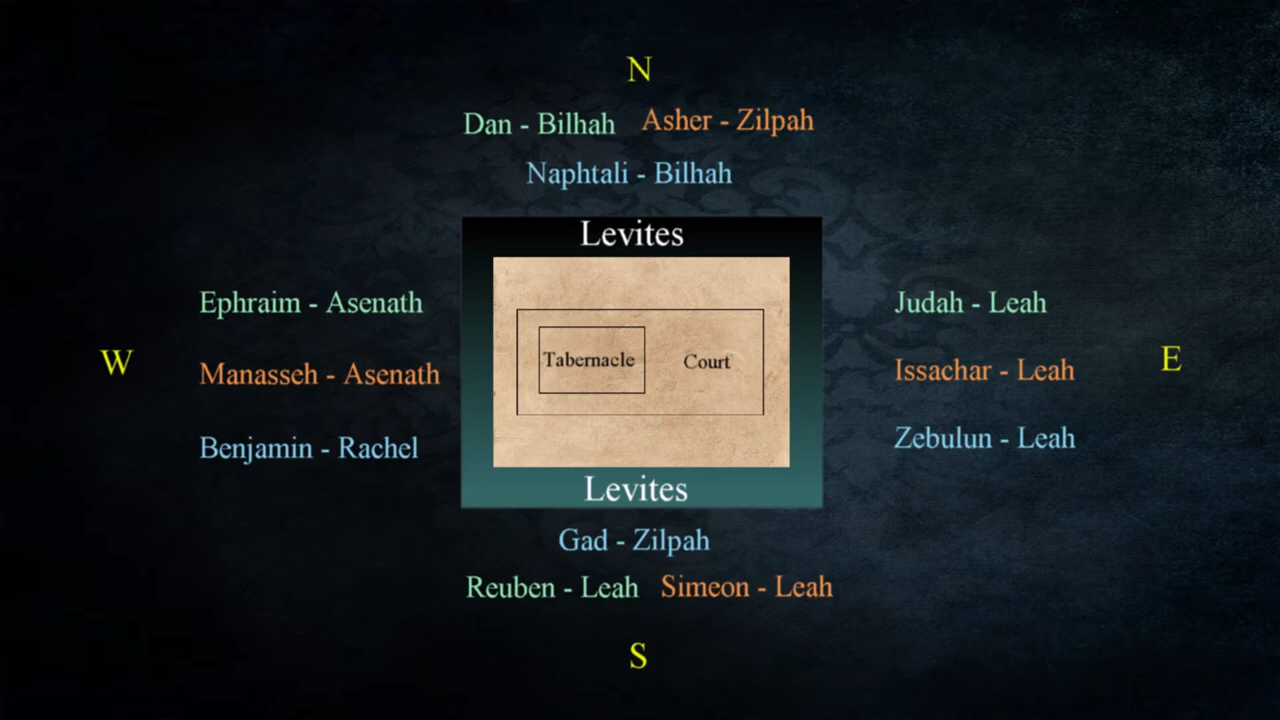 N
Dan - Bilhah Asher - Zilpah
Naphtali - Bilhah
Levites
Ephraim - Asenath
Judah - Leah
W
Manasseh - Asenath
Tabernacle
Court
Issachar - Leah
E
Benjamin - Rachel
Zebulun - Leah
Levites
Gad - Zilpah
Reuben - Leah Simeon - Leah
S